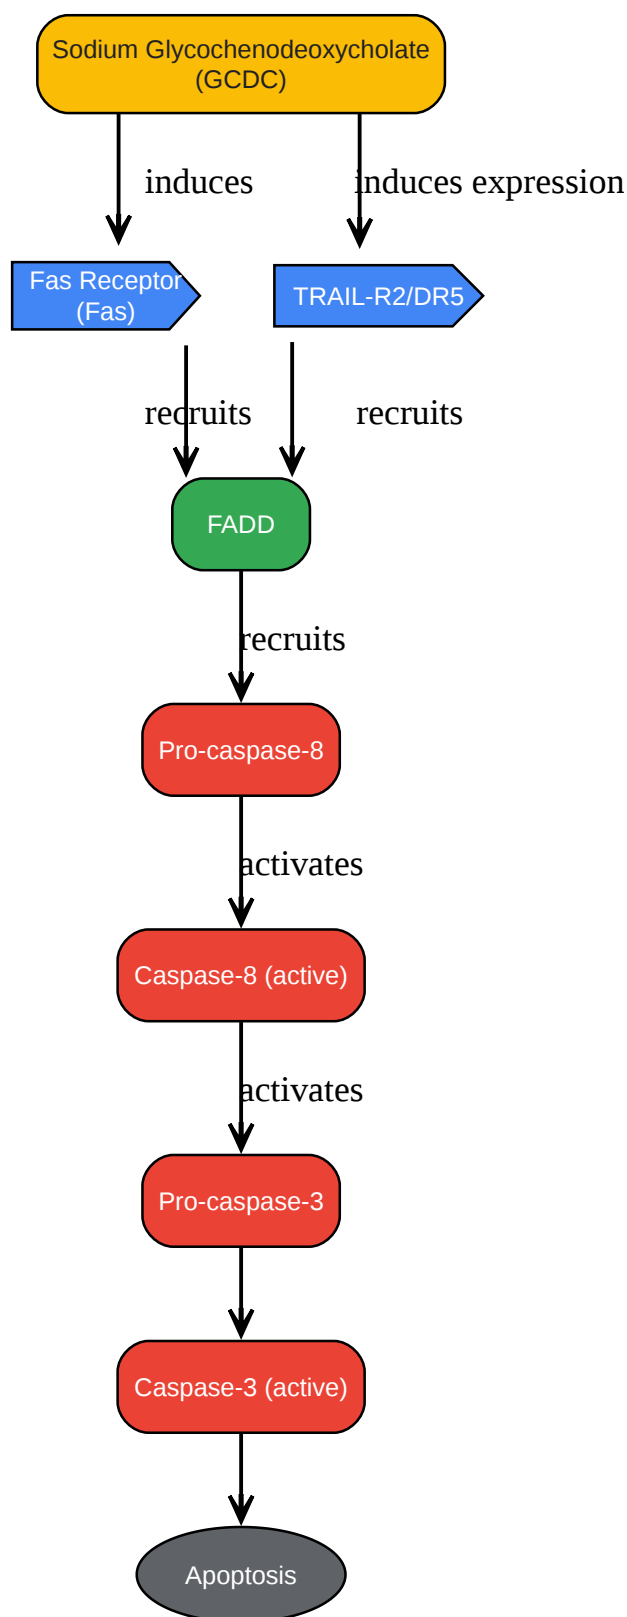 Sodium Glycochenodeoxycholate
(GCDC)
induces
induces expression
Fas Receptor
(Fas)
TRAIL-R2/DR5
recruits
recruits
FADD
recruits
Pro-caspase-8
activates
Caspase-8 (active)
activates
Pro-caspase-3
Caspase-3 (active)
Apoptosis